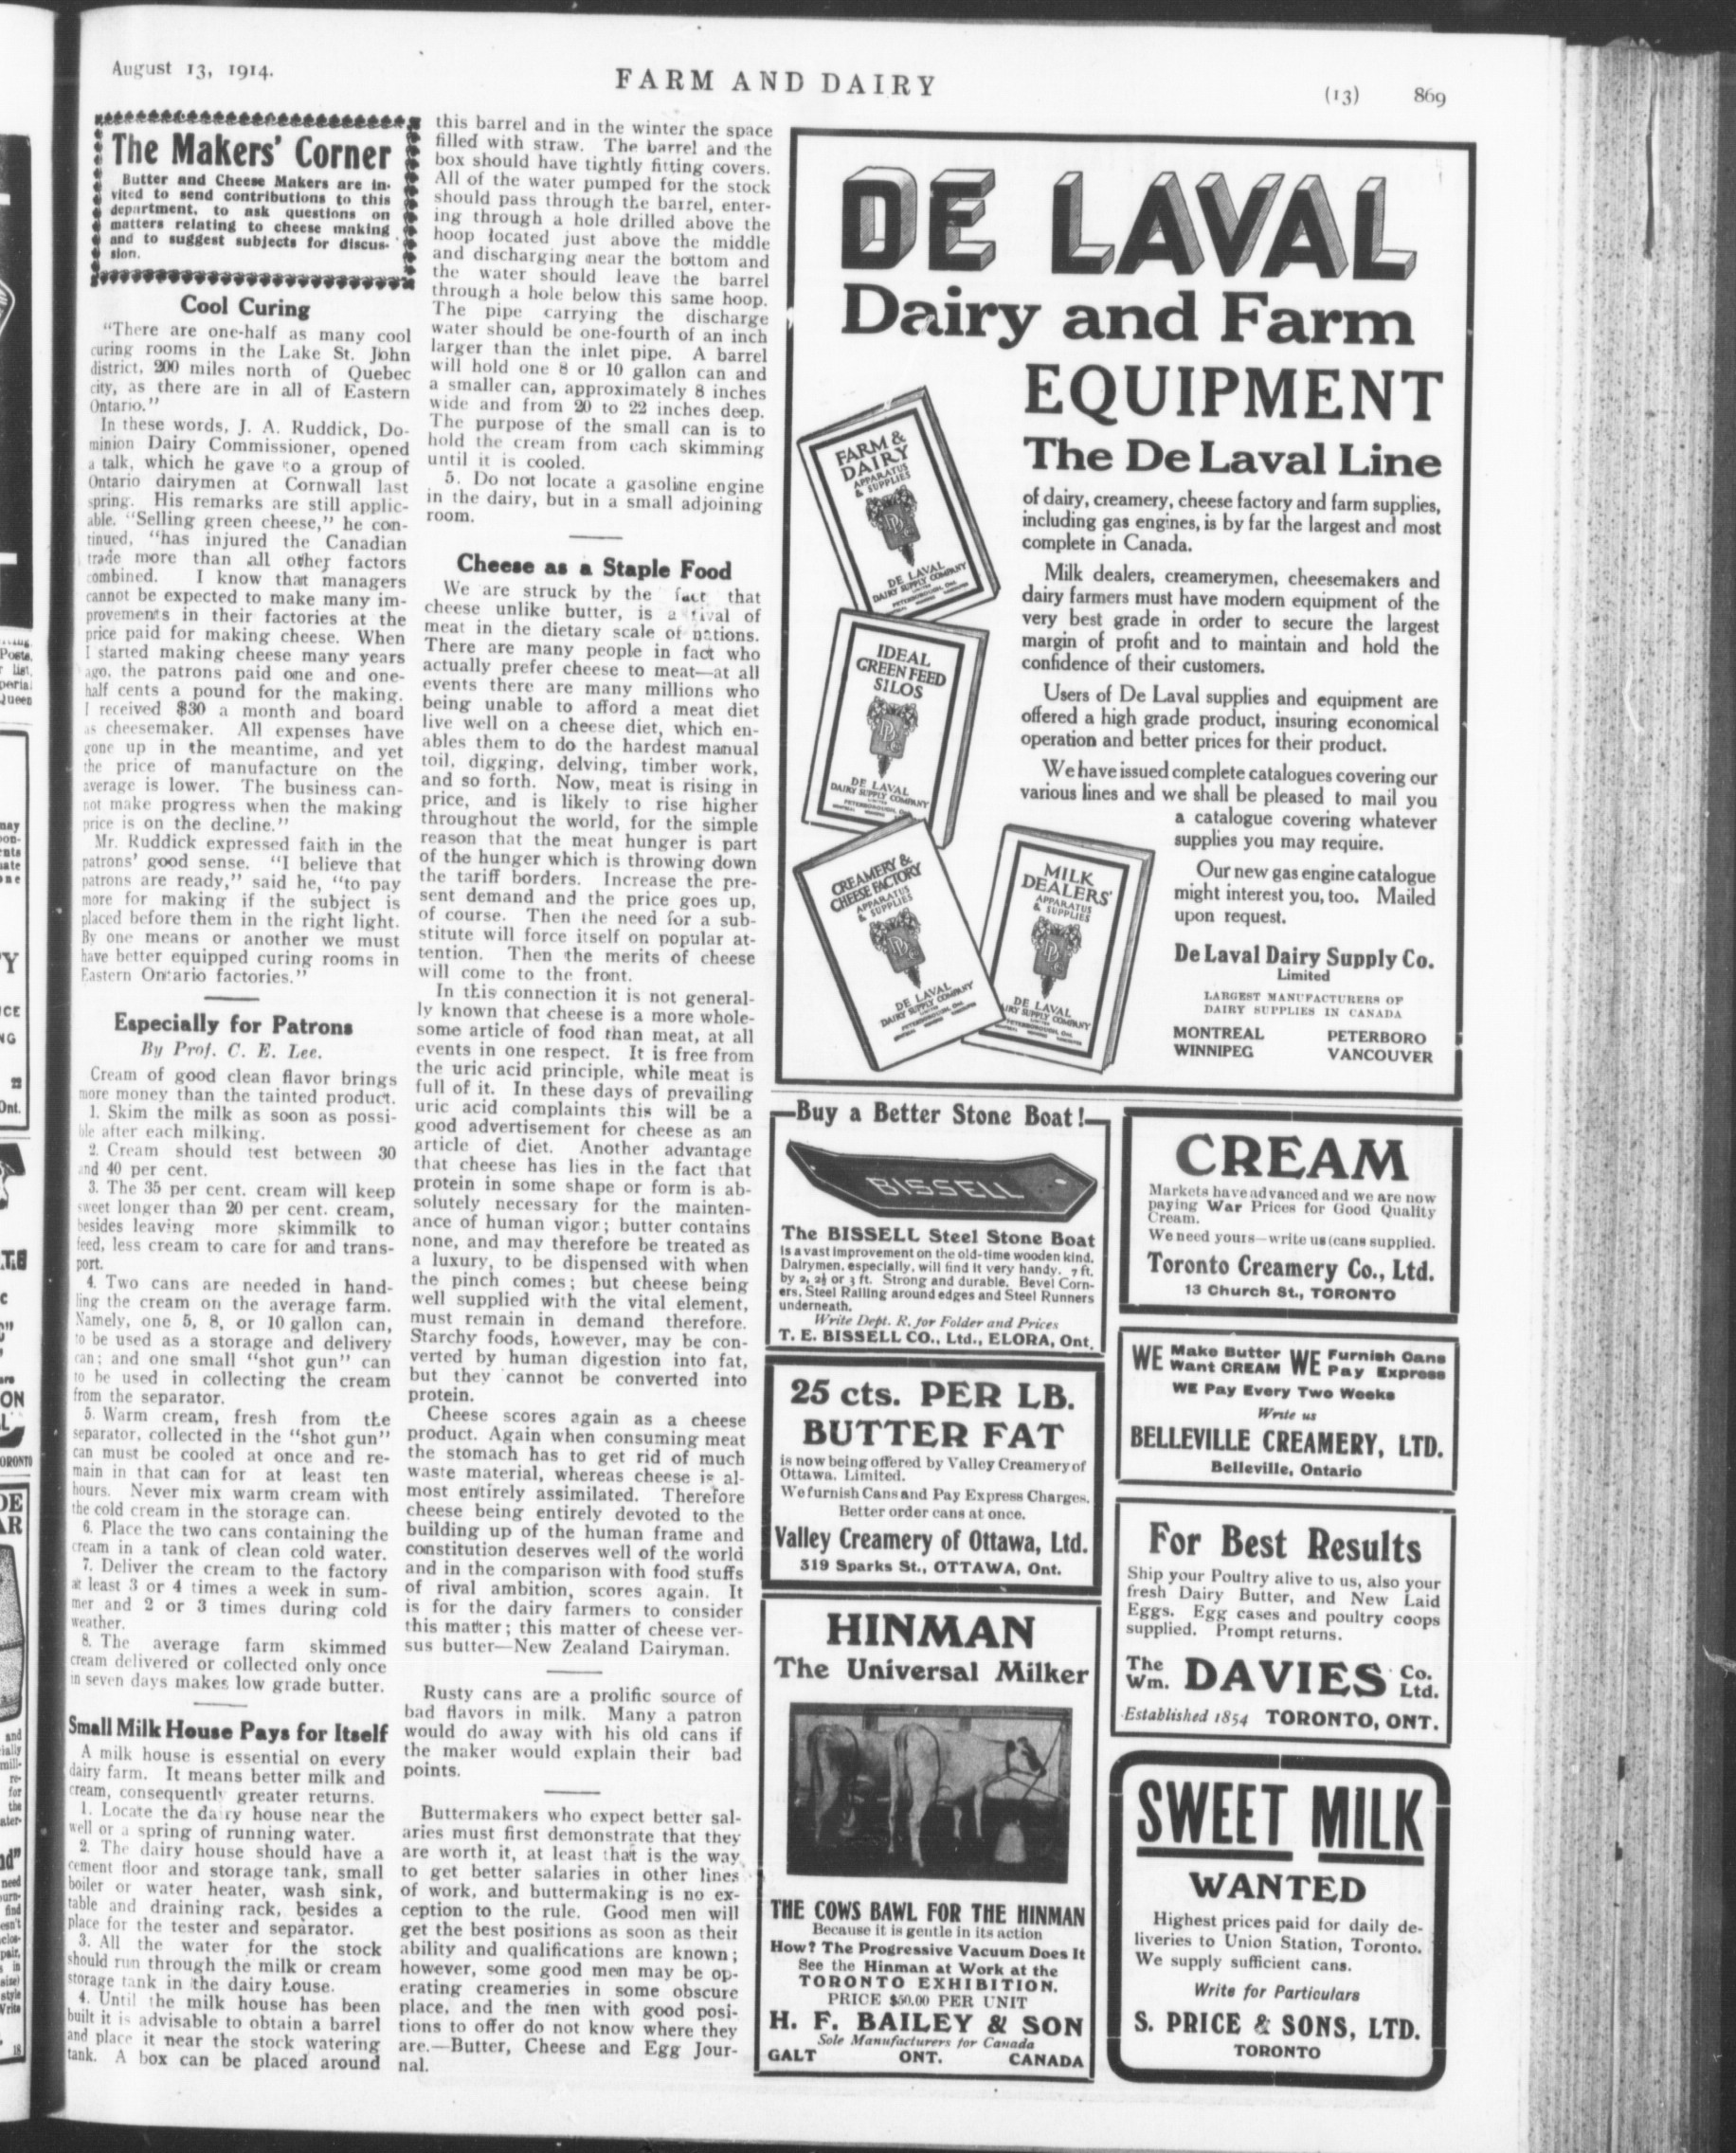 August 13, 1914.
FARM AND DAIRY
(13) 869
The Makers' Corner
Butter and Cheese Makers are in-
vited to send contributions to this
department, to ask questions on
matters relating to cheese making
and to suggest subjects for discus-
sion.
Cool Curing
"There are one-half as many cool
curing rooms in the Lake St. John
district, 200 miles north of Quebec
city, as there are in all of Eastern
Ontario."
In these words, J. A. Ruddick, Do-
minion Dairy Commissioner, opened
a talk, which he gave to a group of
Ontario dairymen at Cornwall last
spring. His remarks are still applic-
able. "Selling green cheese," he con-
tinued, "has injured the Canadian
trade more than all other factors
combined. I know that managers
cannot be expected to make many im-
provements in their factories at the
price paid for making cheese. When
I started making cheese many years
ago, the patrons paid one and one-
half cents a pound for the making.
I received $30 a month and board
as cheesemaker. All expenses have
gone up in the meantime, and yet
the price of manufacture on the
average is lower. The business can-
not make progress when the making
price is on the decline."
Mr. Ruddick expressed faith in the
patrons' good sense. "I believe that
patrons are ready," said he, "to pay
more for making if the subject is
placed before them in the right light.
By one means or another we must
have better equipped curing rooms in
Eastern Ontario factories."
Especially for Patrons
By Prof. C. E. Lee.
Cream of good clean flavor brings
more money than the tainted product.
1. Skim the milk as soon as possi-
ble after each milking.
2. Cream should test between 30
and 40 per cent.
3. The 35 per cent. cream will keep
sweet longer than 20 per cent. cream,
besides leaving more skimmilk to
feed, less cream to care for and trans-
port.
4. Two cans are needed in hand-
ling the cream on the average farm.
Namely, one 5, 8, or 10 gallon can,
to be used as a storage and delivery
can; and one small "shot gun" can
to be used in collecting the cream
from the separator.
5. Warm cream, fresh from the
separator, collected in the "shot gun"
can must be cooled at once and re-
main in that can for at least ten
hours. Never mix warm cream with
the cold cream in the storage can.
6. Place the two cans containing the
cream in a tank of clean cold water.
7. Deliver the cream to the factory
at least 3 or 4 times a week in sum-
mer and 2 or 3 times during cold
weather.
8. The average farm skimmed
cream delivered or collected only once
in seven days makes low grade butter.
Small Milk House Pays for Itself
A milk house is essential on every
dairy farm. It means better milk and
cream, consequently greater returns.
1. Locate the dairy house near the
well or a spring of running water.
2. The dairy house should have a
cement floor and storage tank, small
boiler or water heater, wash sink,
table and draining rack, besides a
place for the tester and separator.
3. All the water for the stock
should run through the milk or cream
storage tank in the dairy house.
4. Until the milk house has been
built it is advisable to obtain a barrel
and place it near the stock watering
tank. A box can be placed around
this barrel and in the winter the space
filled with straw. The barrel and the
box should have tightly fitting covers.
All of the water pumped for the stock
should pass through the barrel, enter-
ing through a hole drilled above the
hoop located just above the middle
and discharging near the bottom and
the water should leave the barrel
through a hole below this same hoop.
The pipe carrying the discharge
water should be one-fourth of an inch
larger than the inlet pipe. A barrel
will hold one 8 or 10 gallon can and
a smaller can, approximately 8 inches
wide and from 20 to 22 inches deep.
The purpose of the small can is to
hold the cream from each skimming
until it is cooled.
5. Do not locate a gasoline engine
in the dairy, but in a small adjoining
room.
Cheese as a Staple Food
We are struck by the fact that
cheese unlike butter, is a rival of
meat in the dietary scale of nations.
There are many people in fact who
actually prefer cheese to meat—at all
events there are many millions who
being unable to afford a meat diet
live well on a cheese diet, which en-
ables them to do the hardest manual
toil, digging, delving, timber work,
and so forth. Now, meat is rising in
price, and is likely to rise higher
throughout the world, for the simple
reason that the meat hunger is part
of the hunger which is throwing down
the tariff borders. Increase the pre-
sent demand and the price goes up,
of course. Then the need for a sub-
stitute will force itself on popular at-
tention. Then the merits of cheese
will come to the front.
In this connection it is not general-
ly known that cheese is a more whole-
some article of food than meat, at all
events in one respect. It is free from
the uric acid principle, while meat is
full of it. In these days of prevailing
uric acid complaints this will be a
good advertisement for cheese as an
article of diet. Another advantage
that cheese has lies in the fact that
protein in some shape or form is ab-
solutely necessary for the mainten-
ance of human vigor; butter contains
none, and may therefore be treated as
a luxury, to be dispensed with when
the pinch comes; but cheese being
well supplied with the vital element,
must remain in demand therefore.
Starchy foods, however, may be con-
verted by human digestion into fat,
but they cannot be converted into
protein.
Cheese scores again as a cheese
product. Again when consuming meat
the stomach has to get rid of much
waste material, whereas cheese is al-
most entirely assimilated. Therefore
cheese being entirely devoted to the
building up of the human frame and
constitution deserves well of the world
and in the comparison with food stuffs
of rival ambition, scores again. It
is for the dairy farmers to consider
this matter; this matter of cheese ver-
sus butter—New Zealand Dairyman.
Rusty cans are a prolific source of
bad flavors in milk. Many a patron
would do away with his old cans if
the maker would explain their bad
points.
Buttermakers who expect better sal-
aries must first demonstrate that they
are worth it, at least that is the way
to get better salaries in other lines
of work, and buttermaking is no ex-
ception to the rule. Good men will
get the best positions as soon as their
ability and qualifications are known;
however, some good men may be op-
erating creameries in some obscure
place, and the men with good posi-
tions to offer do not know where they
are.—Butter, Cheese and Egg Jour-
nal.
DE LAVAL
Dairy and Farm
EQUIPMENT
The De Laval Line
of dairy, creamery, cheese factory and farm supplies,
including gas engines, is by far the largest and most
complete in Canada.
Milk dealers, creamerymen, cheesemakers and
dairy farmers must have modern equipment of the
very best grade in order to secure the largest
margin of profit and to maintain and hold the
confidence of their customers.
Users of De Laval supplies and equipment are
offered a high grade product, insuring economical
operation and better prices for their product.
We have issued complete catalogues covering our
various lines and we shall be pleased to mail you
a catalogue covering whatever
supplies you may require.
Our new gas engine catalogue
might interest you, too. Mailed
upon request.
De Laval Dairy Supply Co.
Limited
LARGEST MANUFACTURERS OF
DAIRY SUPPLIES IN CANADA
MONTREAL PETERBORO
WINNIPEG VANCOUVER
FARM &
DAIRY
APPARATUS
& SUPPLIES
DE LAVAL
DAIRY SUPPLY COMPANY
IDEAL
GREEN FEED
SILOS
DE LAVAL
DAIRY SUPPLY COMPANY
CREAMERY &
CHEESE FACTORY
APPARATUS
& SUPPLIES
DE LAVAL
DAIRY SUPPLY COMPANY
MILK
DEALERS'
APPARATUS
& SUPPLIES
DE LAVAL
DAIRY SUPPLY COMPANY
Buy a Better Stone Boat!
BISSELL
The BISSELL Steel Stone Boat
Is a vast improvement on the old-time wooden kind.
Dairymen, especially, will find it very handy. 7 ft.
by 2, 2½ or 3 ft. Strong and durable. Bevel Corn-
ers, Steel Railing around edges and Steel Runners
underneath.
Write Dept. R. for Folder and Prices
T. E. BISSELL CO., Ltd., ELORA, Ont.
25 cts. PER LB.
BUTTER FAT
is now being offered by Valley Creamery of
Ottawa, Limited.
We furnish Cans and Pay Express Charges.
Better order cans at once.
Valley Creamery of Ottawa, Ltd.
319 Sparks St., OTTAWA, Ont.
HINMAN
The Universal Milker
THE COWS BAWL FOR THE HINMAN
Because it is gentle in its action
How? The Progressive Vacuum Does It
See the Hinman at Work at the
TORONTO EXHIBITION.
PRICE $50.00 PER UNIT
H. F. BAILEY & SON
Sole Manufacturers for Canada
GALT ONT. CANADA
CREAM
Markets have advanced and we are now
paying War Prices for Good Quality
Cream.
We need yours—write us (cans supplied.
Toronto Creamery Co., Ltd.
13 Church St., TORONTO
WE Make Butter WE Furnish Cans
Want CREAM Pay Express
WE Pay Every Two Weeks
Write us
BELLEVILLE CREAMERY, LTD.
Belleville, Ontario
For Best Results
Ship your Poultry alive to us, also your
fresh Dairy Butter, and New Laid
Eggs. Egg cases and poultry coops
supplied. Prompt returns.
The Wm. DAVIES Co. Ltd.
Established 1854 TORONTO, ONT.
SWEET MILK
WANTED
Highest prices paid for daily de-
liveries to Union Station, Toronto.
We supply sufficient cans.
Write for Particulars
S. PRICE & SONS, LTD.
TORONTO